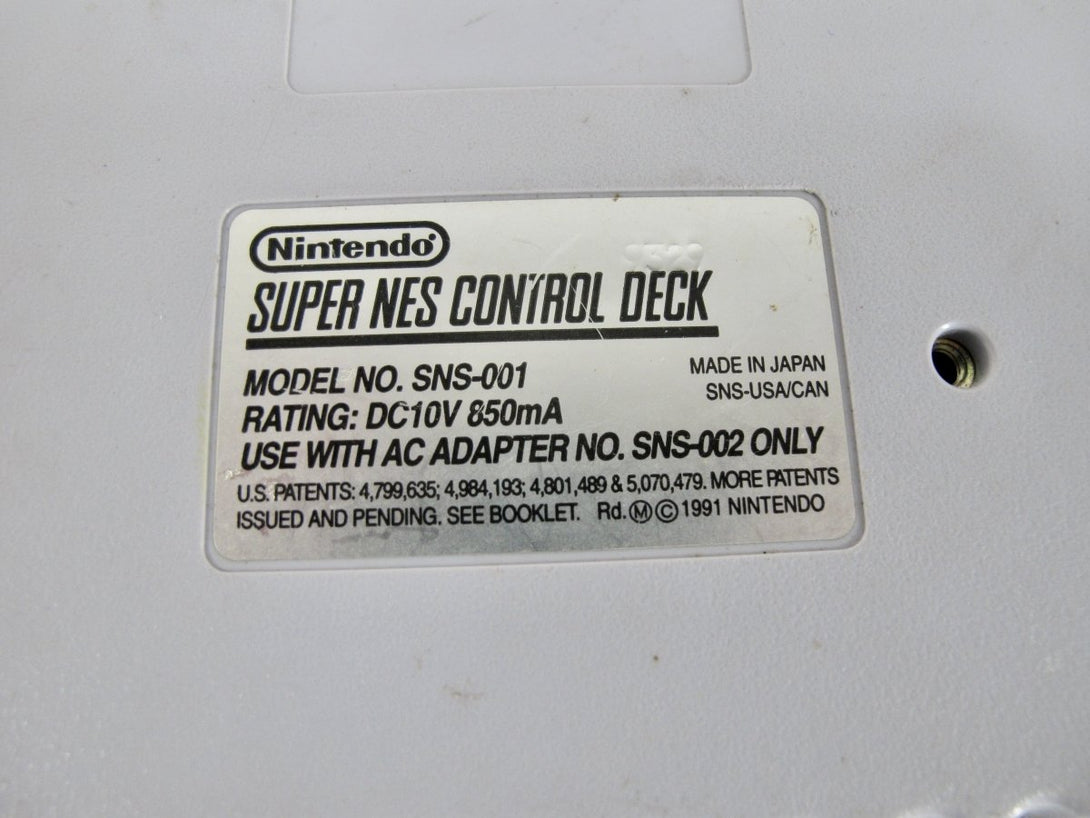 Nintendo®
SUPER NES CONTROL DECK
MODEL NO. SNS-001
MADE IN JAPAN
SNS-USA/CAN
RATING: DC10V 850mA
USE WITH AC ADAPTER NO. SNS-002 ONLY
U.S. PATENTS: 4,799,635; 4,984,193; 4,801,489 & 5,070,479. MORE PATENTS
ISSUED AND PENDING. SEE BOOKLET. Rd. Ⓜ © 1991 NINTENDO